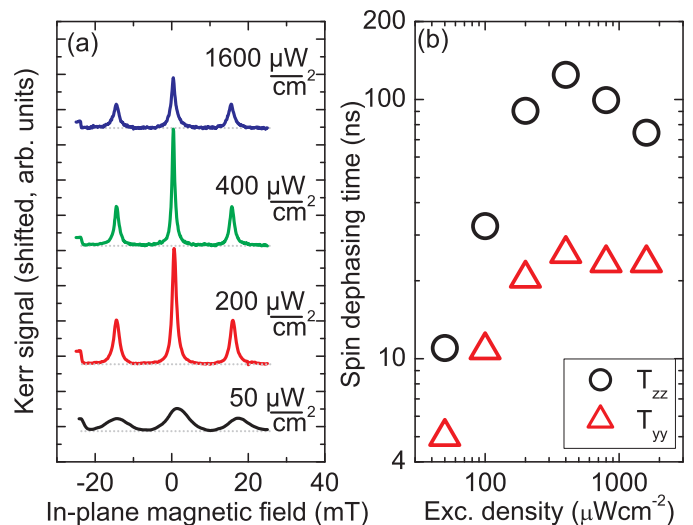 (a)
1600 μW
cm²
400 μW
cm²
200 μW
cm²
50 μW
cm²
Kerr signal (shifted, arb. units)
-20 0 20 40
In-plane magnetic field (mT)
(b)
200
100
10
4
Spin dephasing time (ns)
T_zz
T_yy
100 1000
Exc. density (μWcm⁻²)